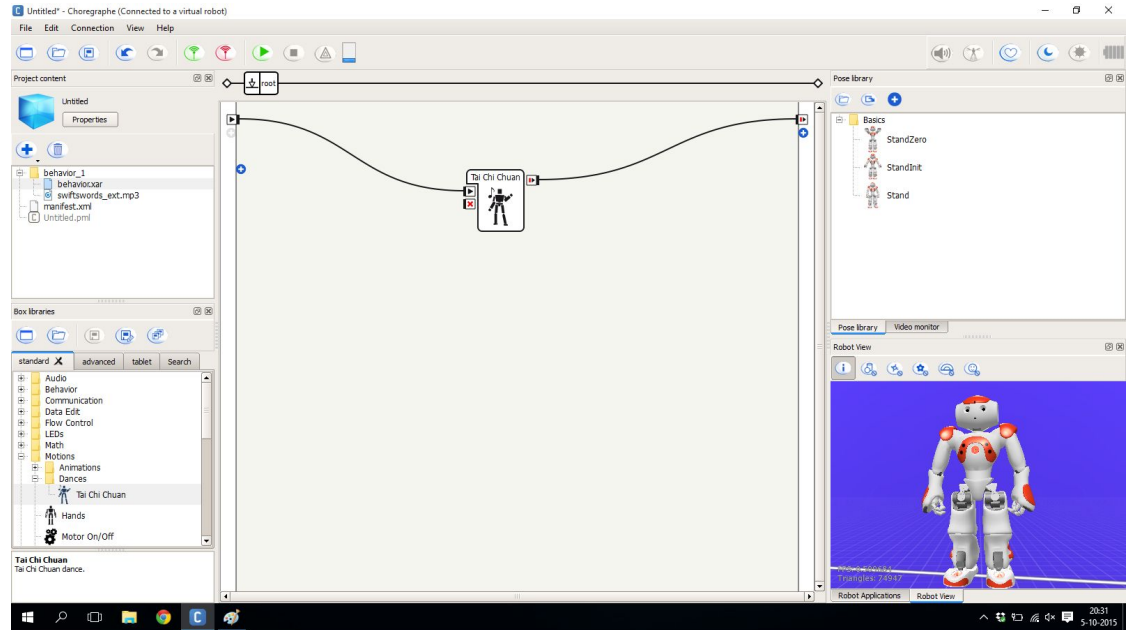 Untitled* - Choregraphe (Connected to a virtual robot)
File Edit Connection View Help
Project content
Untitled
Properties
behavior_1
behavior.xar
swiftswords_ext.mp3
manifest.xml
Untitled.pml
Box libraries
standard advanced tablet Search
Audio
Behavior
Communication
Data Edit
Flow Control
LEDs
Math
Motions
Animations
Dances
Tai Chi Chuan
Hands
Motor On/Off
Tai Chi Chuan
Tai Chi Chuan dance.
root
Tai Chi Chuan
Pose library
Basics
StandZero
StandInit
Stand
Pose library Video monitor
Robot View
Triangles: 74947
Robot Applications Robot View
20:31
5-10-2015